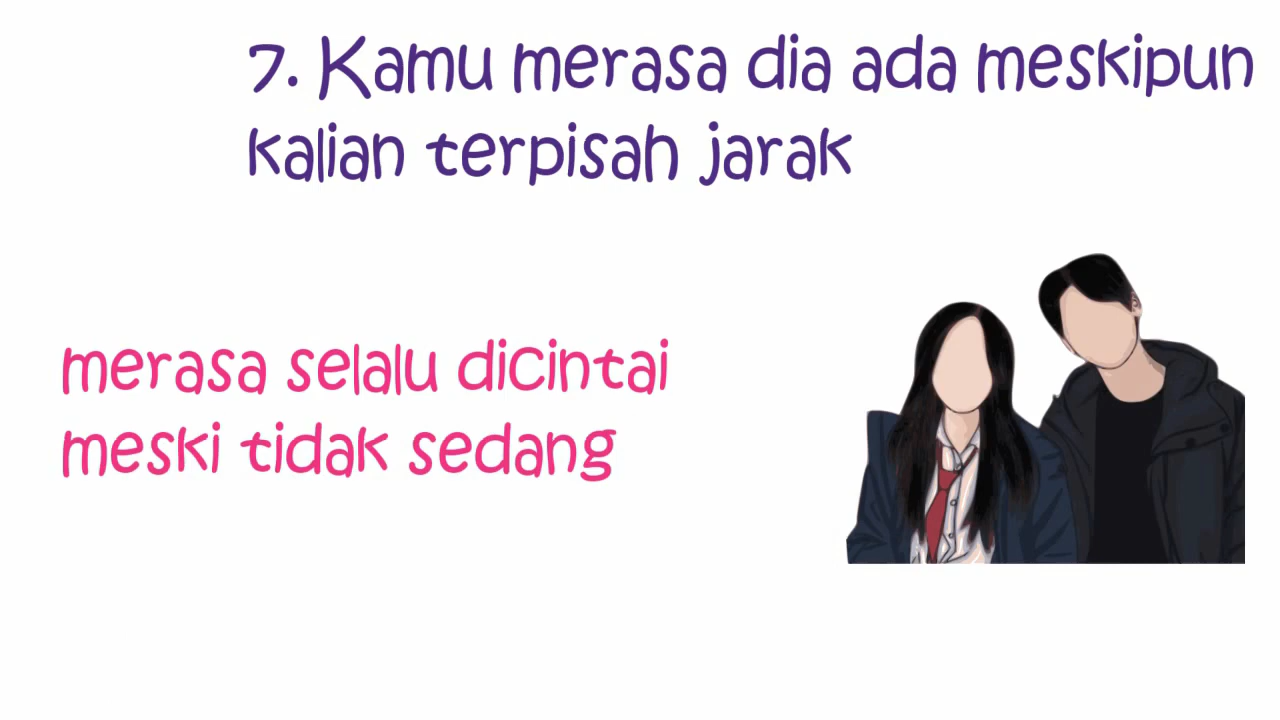 7. Kamu merasa dia ada meskipun
kalian terpisah jarak
merasa selalu dicintai
meski tidak sedang